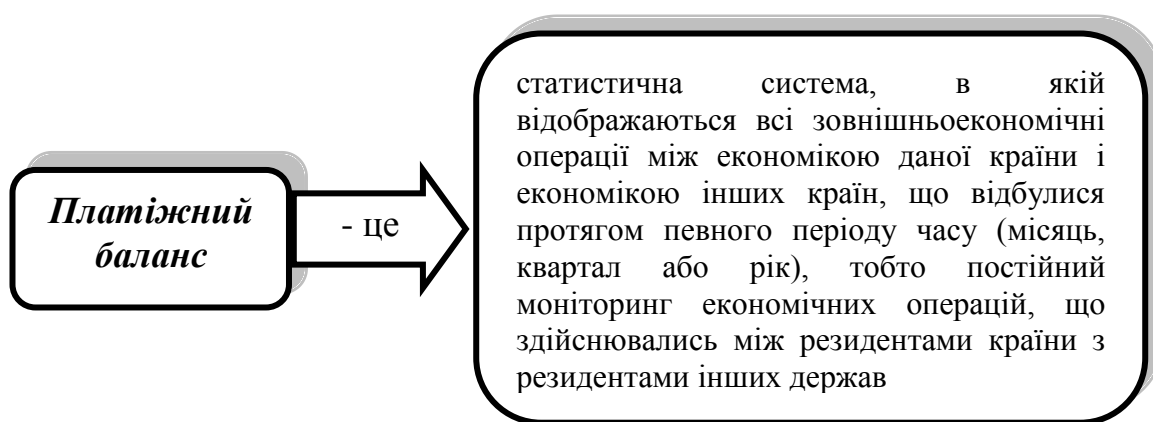 Платіжний
баланс
- це
статистична система, в якій
відображаються всі зовнішньоекономічні
операції між економікою даної країни і
економікою інших країн, що відбулися
протягом певного періоду часу (місяць,
квартал або рік), тобто постійний
моніторинг економічних операцій, що
здійснювались між резидентами країни з
резидентами інших держав